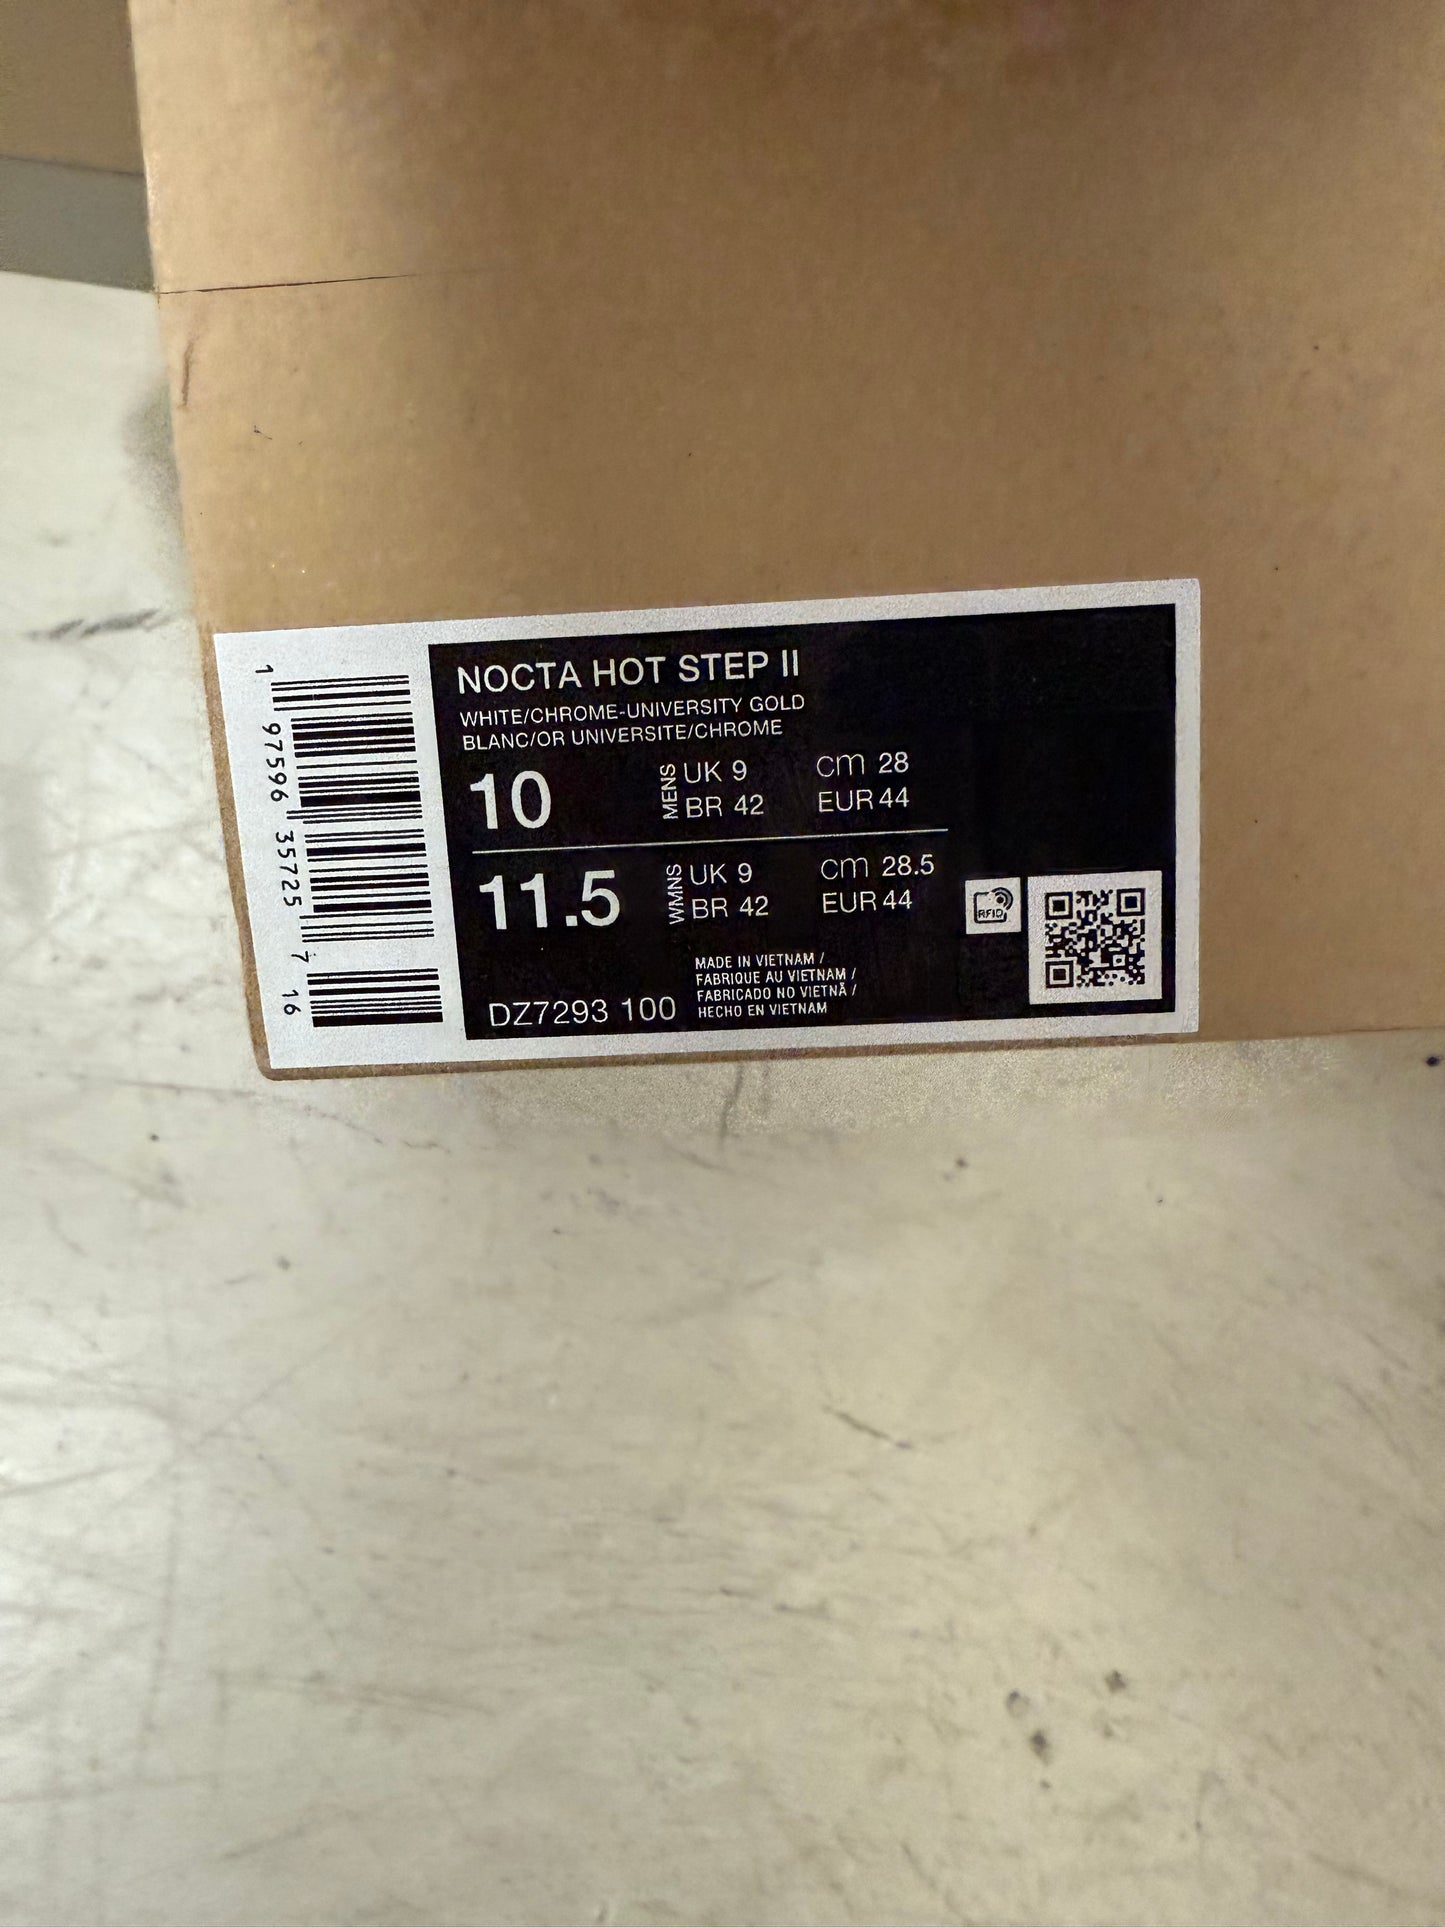 1 97596 35725 7 16
NOCTA HOT STEP II
WHITE/CHROME-UNIVERSITY GOLD
BLANC/OR UNIVERSITE/CHROME
10 MENS UK 9 cm 28
BR 42 EUR 44
11.5 WMNS UK 9 cm 28.5
BR 42 EUR 44
RFID
MADE IN VIETNAM /
FABRIQUE AU VIETNAM /
FABRICADO NO VIETNÃ /
HECHO EN VIETNAM
DZ7293 100